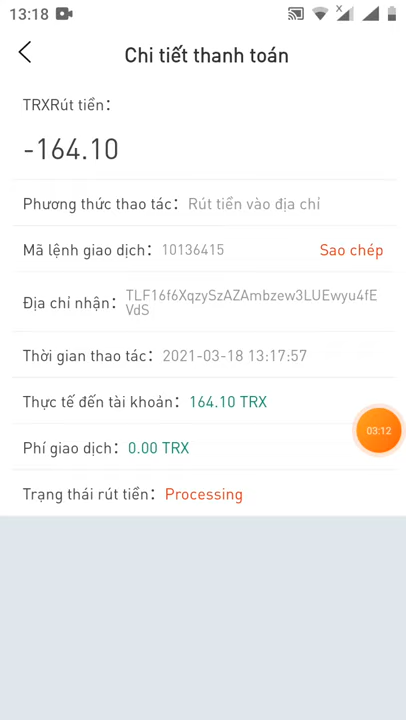 13:18
Chi tiết thanh toán
TRXRút tiền:
-164.10
Phương thức thao tác: Rút tiền vào địa chỉ
Mã lệnh giao dịch: 10136415 Sao chép
Địa chỉ nhận: TLF16f6XqzySzAZAmbzew3LUEwyu4fE
VdS
Thời gian thao tác: 2021-03-18 13:17:57
Thực tế đến tài khoản: 164.10 TRX
03:12
Phí giao dịch: 0.00 TRX
Trạng thái rút tiền: Processing